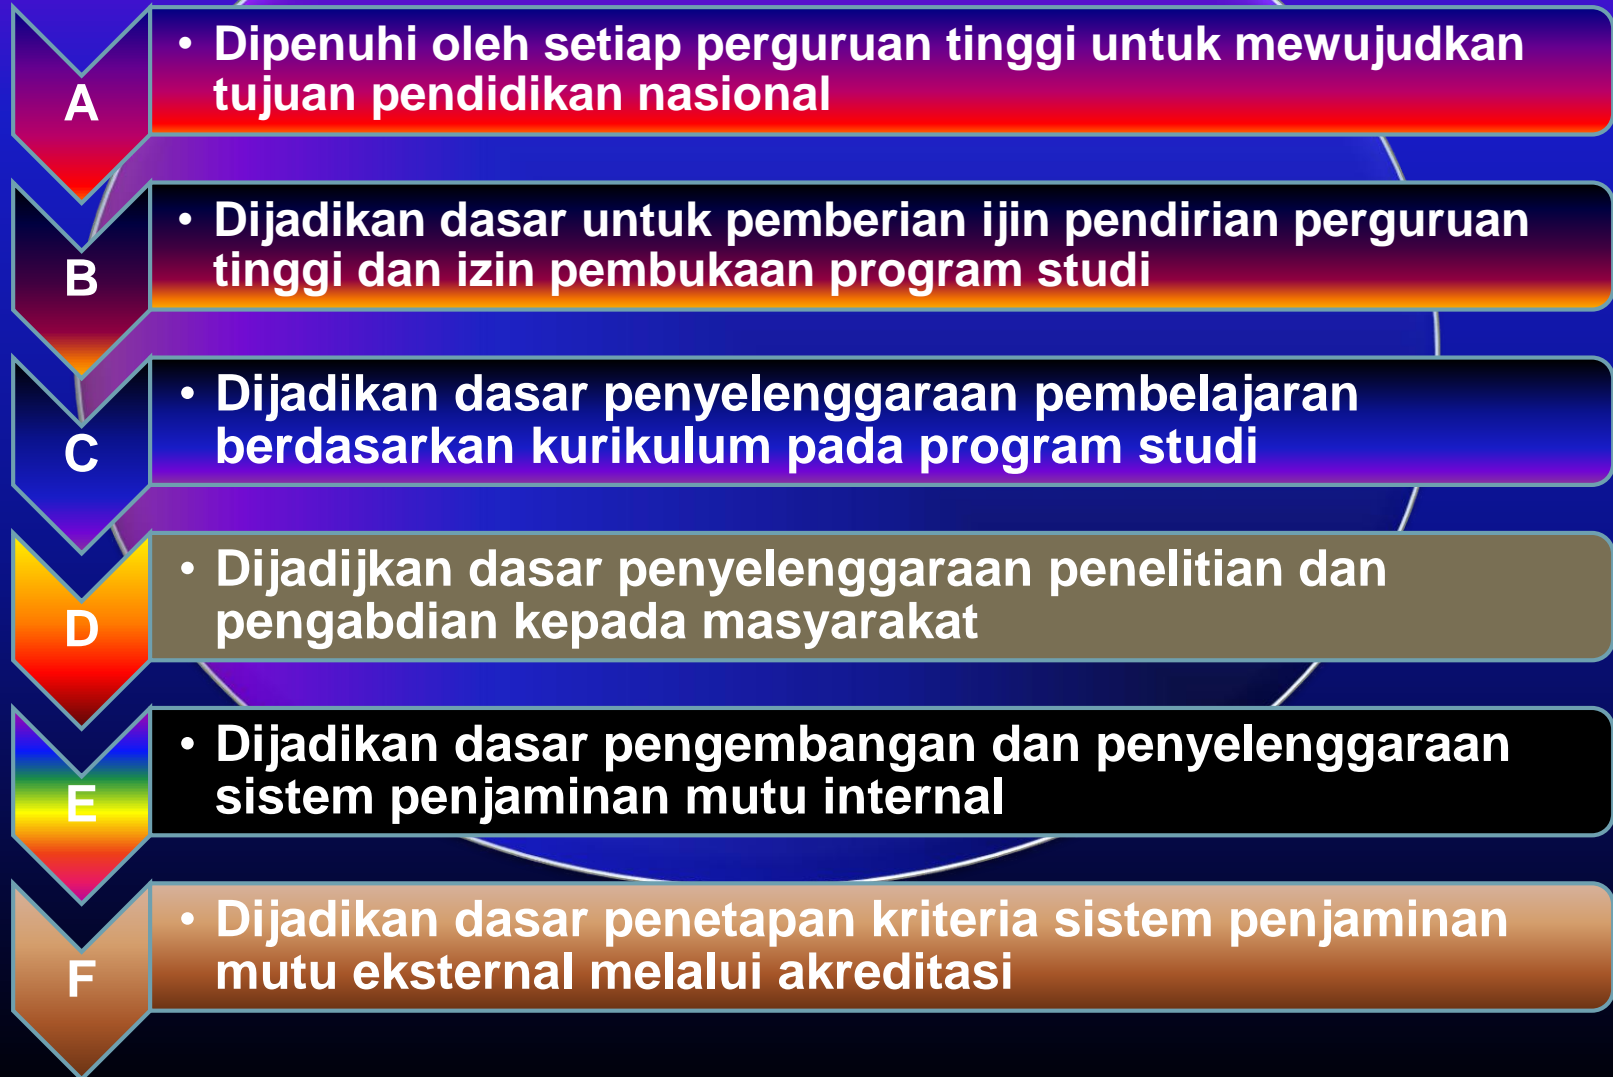 A
• Dipenuhi oleh setiap perguruan tinggi untuk mewujudkan
tujuan pendidikan nasional
B
• Dijadikan dasar untuk pemberian ijin pendirian perguruan
tinggi dan izin pembukaan program studi
C
• Dijadikan dasar penyelenggaraan pembelajaran
berdasarkan kurikulum pada program studi
D
• Dijadijkan dasar penyelenggaraan penelitian dan
pengabdian kepada masyarakat
E
• Dijadikan dasar pengembangan dan penyelenggaraan
sistem penjaminan mutu internal
F
• Dijadikan dasar penetapan kriteria sistem penjaminan
mutu eksternal melalui akreditasi